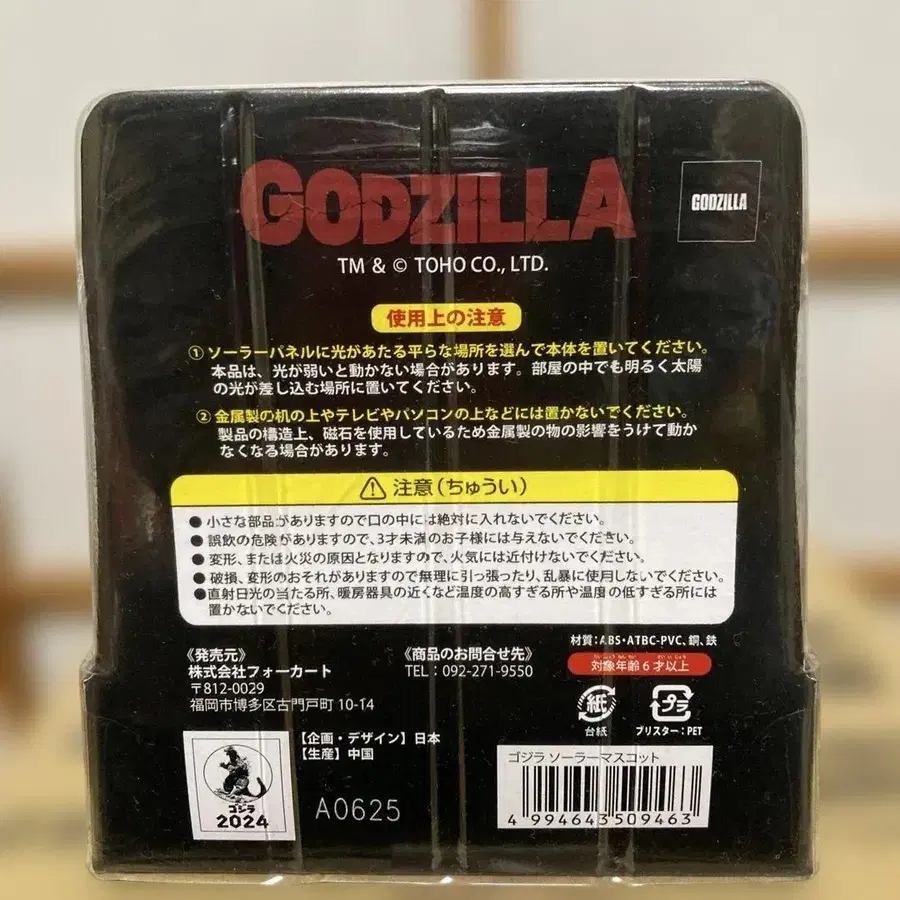 GODZILLA
GODZILLA
TM & © TOHO CO., LTD.
使用上の注意
① ソーラーパネルに光があたる平らな場所を選んで本体を置いてください。
本品は、光が弱いと動かない場合があります。部屋の中でも明るく太陽
の光が差し込む場所に置いてください。
② 金属製の机の上やテレビやパソコンの上などには置かないでください。
製品の構造上、磁石を使用しているため金属製の物の影響をうけて動か
なくなる場合があります。
⚠ 注意(ちゅうい)
●小さな部品がありますので口の中には絶対に入れないでください。
●誤飲の危険がありますので、3才未満のお子様には与えないでください。
●変形、または火災の原因となりますので、火気には近付けないでください。
●破損、変形のおそれがありますので無理に引っ張ったり、乱暴に使用しないでください。
●直射日光の当たる所、暖房器具の近くなど温度の高すぎる所や温度の低すぎる所には
置かないでください。
材質:ABS・ATBC-PVC、銅、鉄
対象年齢6才以上
《発売元》
株式会社フォーカート
〒812-0029
福岡市博多区古門戸町 10-14
《商品のお問合せ先》
TEL:092-271-9550
紙
台紙
プラ
ブリスター:PET
【企画・デザイン】日本
【生産】中国
ゴジラ
2024
A0625
ゴジラ ソーラーマスコット
4 994643 509463